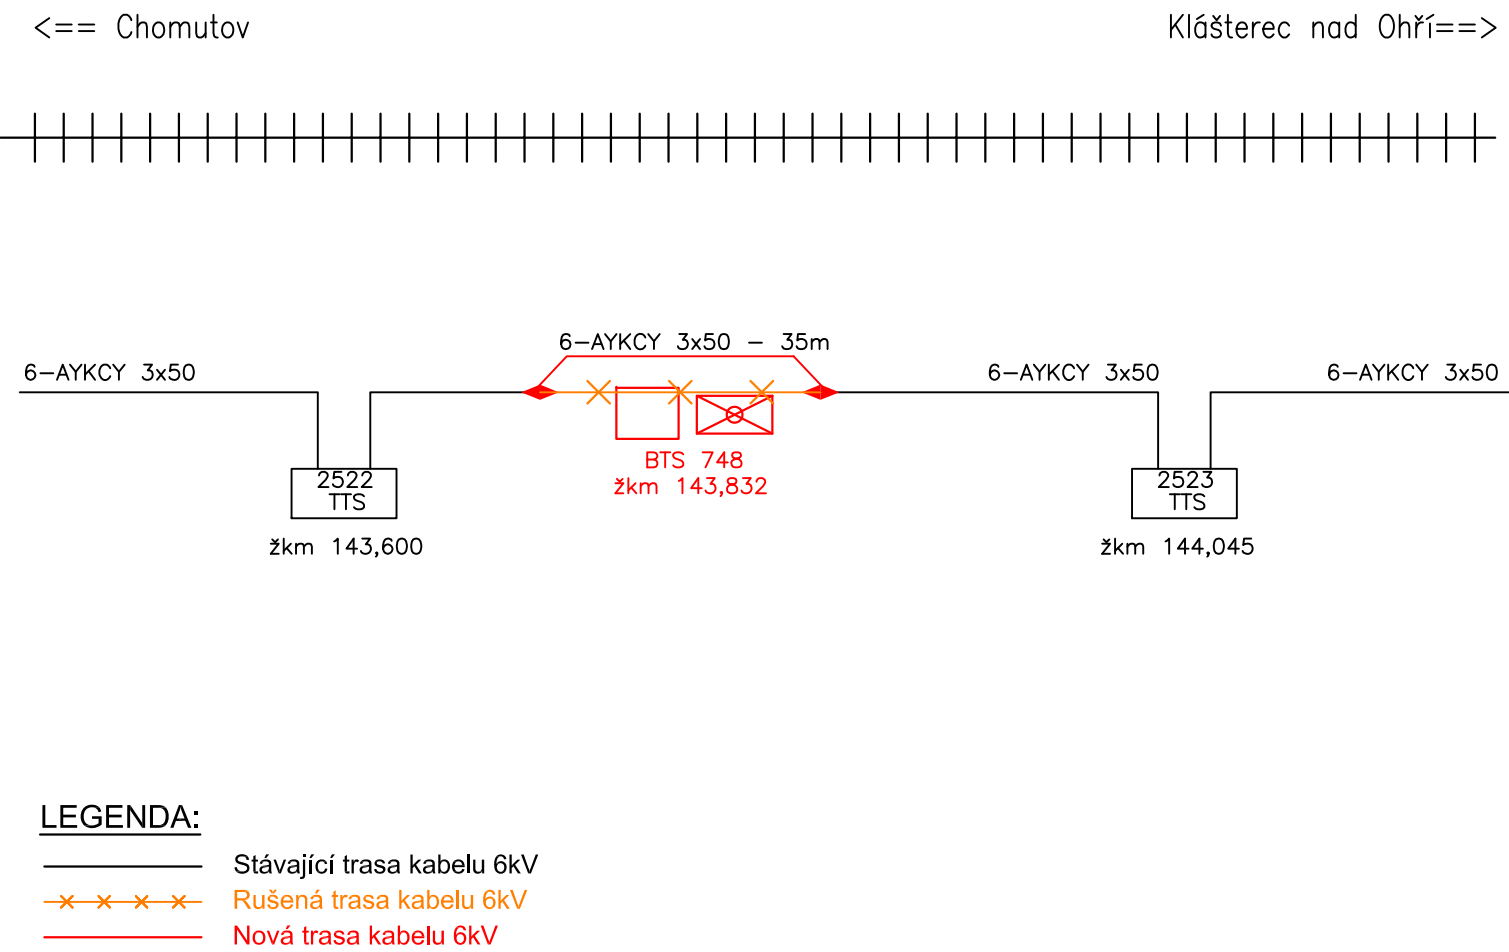 <== Chomutov
Klášterec nad Ohří==>
6-AYKCY 3x50 - 35m
6-AYKCY 3x50
6-AYKCY 3x50
6-AYKCY 3x50
BTS 748
žkm 143,832
2522
TTS
žkm 143,600
2523
TTS
žkm 144,045
LEGENDA:
Stávající trasa kabelu 6kV
Rušená trasa kabelu 6kV
Nová trasa kabelu 6kV